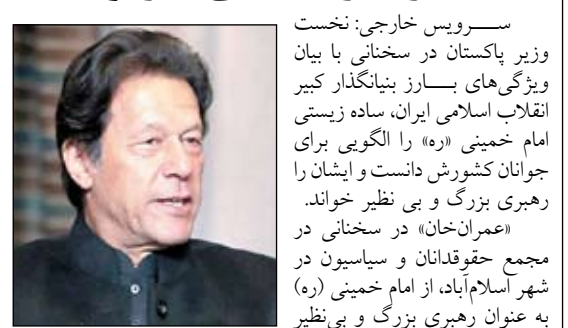 سرویس خارجی: نخست
وزیر پاکستان در سخنانی با بیان
ویژگی‌های بارز بنیانگذار کبیر
انقلاب اسلامی ایران، ساده زیستی
امام خمینی «ره» را الگویی برای
جوانان کشورش دانست و ایشان را
رهبری بزرگ و بی نظیر خواند.
«عمران‌خان» در سخنانی در
مجمع حقوقدانان و سیاسیون در
شهر اسلام‌آباد، از امام خمینی (ره)
به عنوان رهبری بزرگ و بی‌نظیر